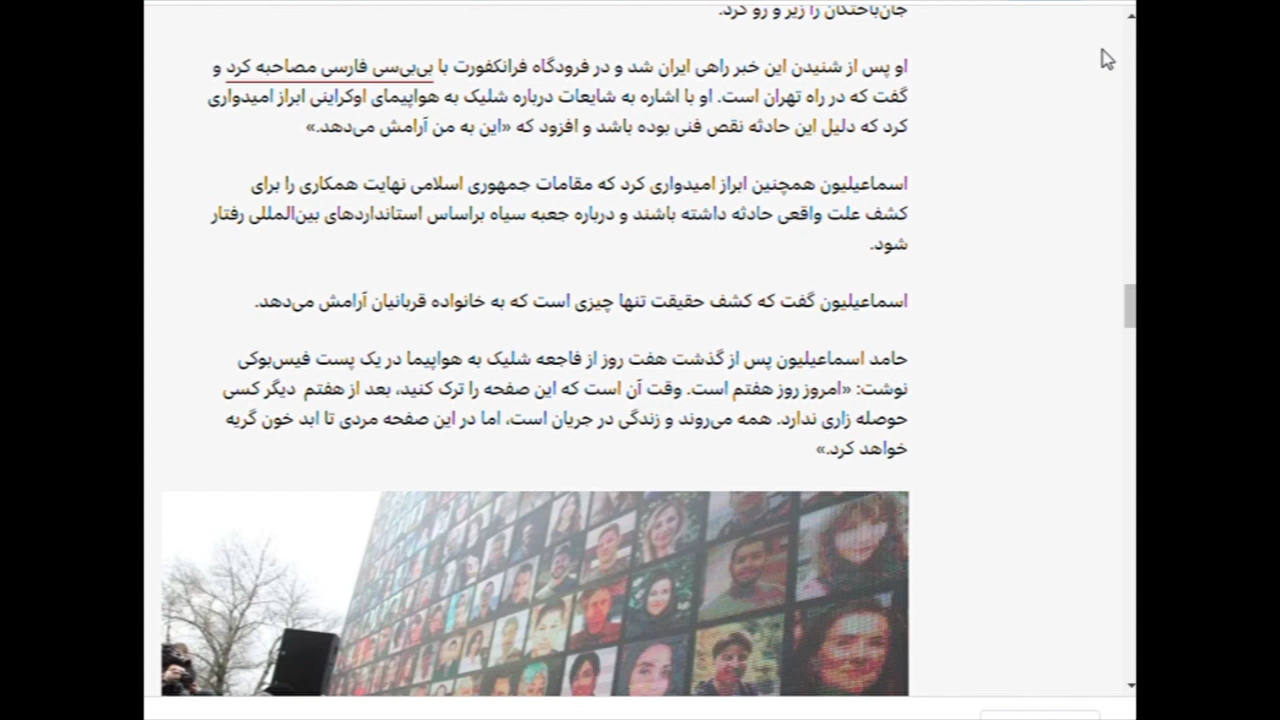 جان‌باختگان را زیر و رو کرد.
او پس از شنیدن این خبر راهی ایران شد و در فرودگاه فرانکفورت با بی‌بی‌سی فارسی مصاحبه کرد و
گفت که در راه تهران است. او با اشاره به شایعات درباره شلیک به هواپیمای اوکراینی ابراز امیدواری
کرد که دلیل این حادثه نقص فنی بوده باشد و افزود که «این به من آرامش می‌دهد.»
اسماعیلیون همچنین ابراز امیدواری کرد که مقامات جمهوری اسلامی نهایت همکاری را برای
کشف علت واقعی حادثه داشته باشند و درباره جعبه سیاه براساس استانداردهای بین‌المللی رفتار
شود.
اسماعیلیون گفت که کشف حقیقت تنها چیزی است که به خانواده قربانیان آرامش می‌دهد.
حامد اسماعیلیون پس از گذشت هفت روز از فاجعه شلیک به هواپیما در یک پست فیس‌بوکی
نوشت: «امروز روز هفتم است. وقت آن است که این صفحه را ترک کنید، بعد از هفتم دیگر کسی
حوصله زاری ندارد. همه می‌روند و زندگی در جریان است، اما در این صفحه مردی تا ابد خون گریه
خواهد کرد.»